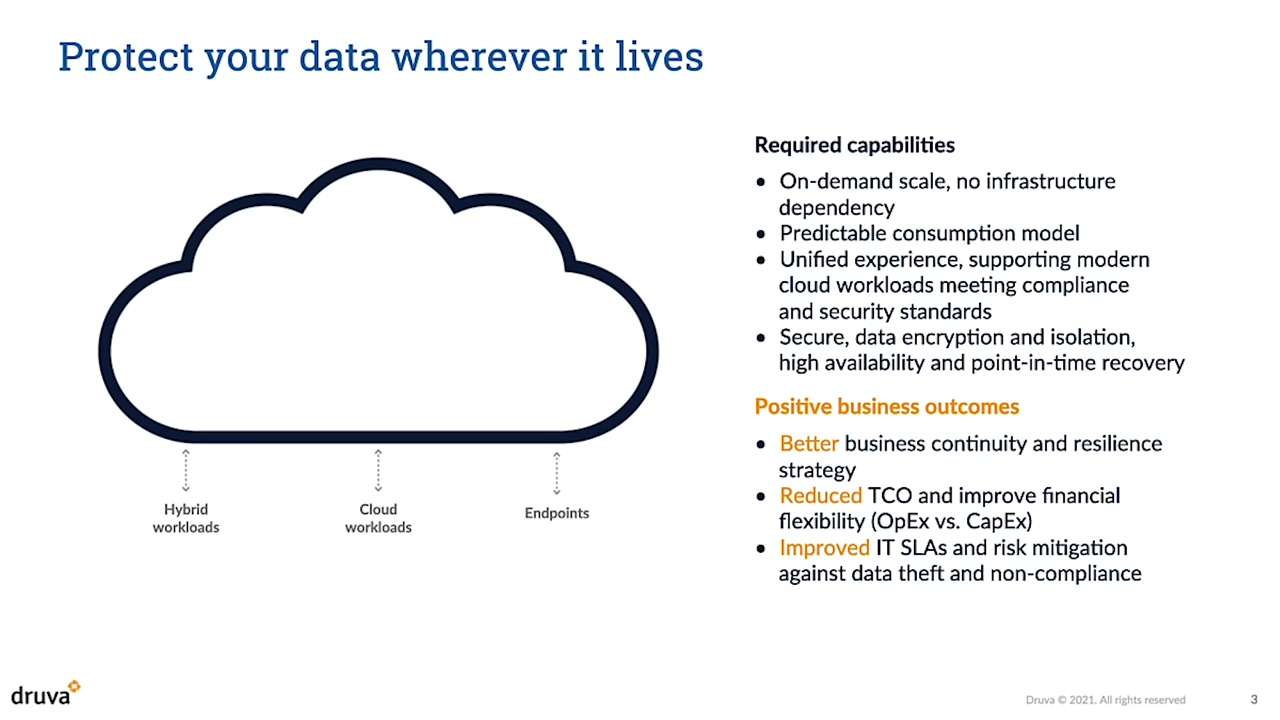 Protect your data wherever it lives
Hybrid
workloads
Cloud
workloads
Endpoints
Required capabilities
• On-demand scale, no infrastructure
dependency
• Predictable consumption model
• Unified experience, supporting modern
cloud workloads meeting compliance
and security standards
• Secure, data encryption and isolation,
high availability and point-in-time recovery
Positive business outcomes
• Better business continuity and resilience
strategy
• Reduced TCO and improve financial
flexibility (OpEx vs. CapEx)
• Improved IT SLAs and risk mitigation
against data theft and non-compliance
druva
Druva © 2021. All rights reserved
3